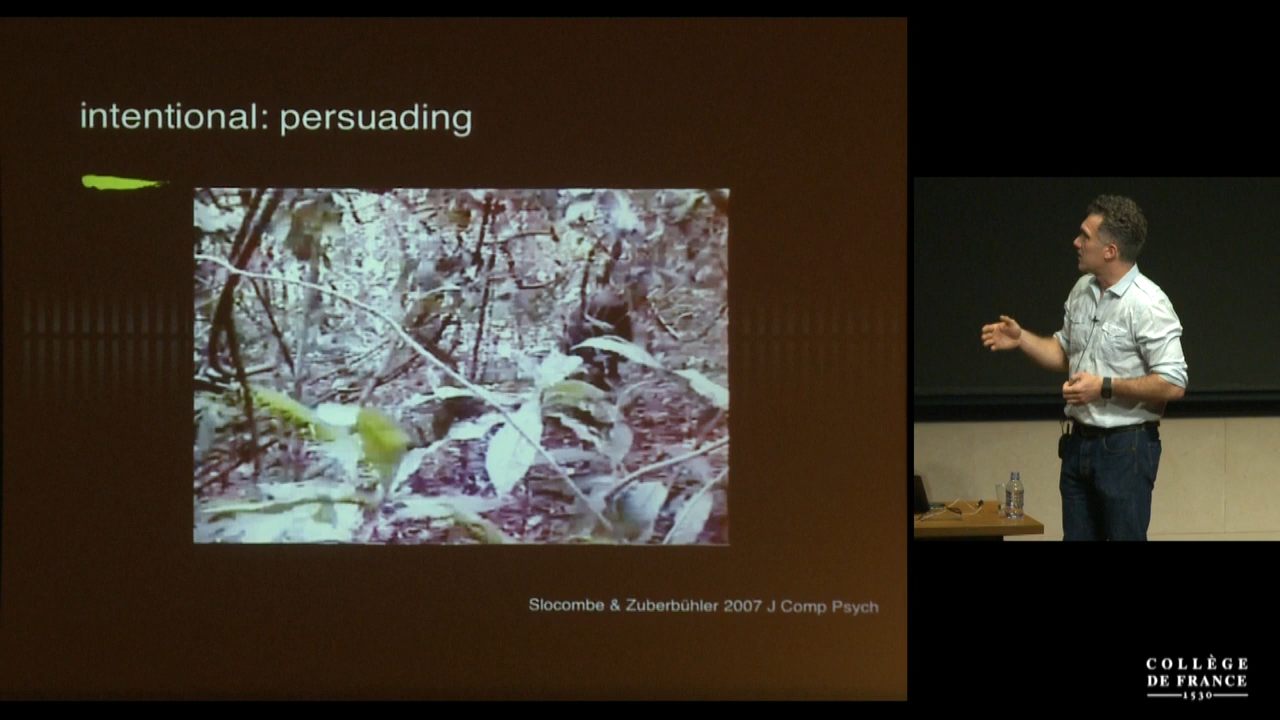 intentional: persuading
Slocombe & Zuberbühler 2007 J Comp Psych
COLLÈGE
DE FRANCE
1530